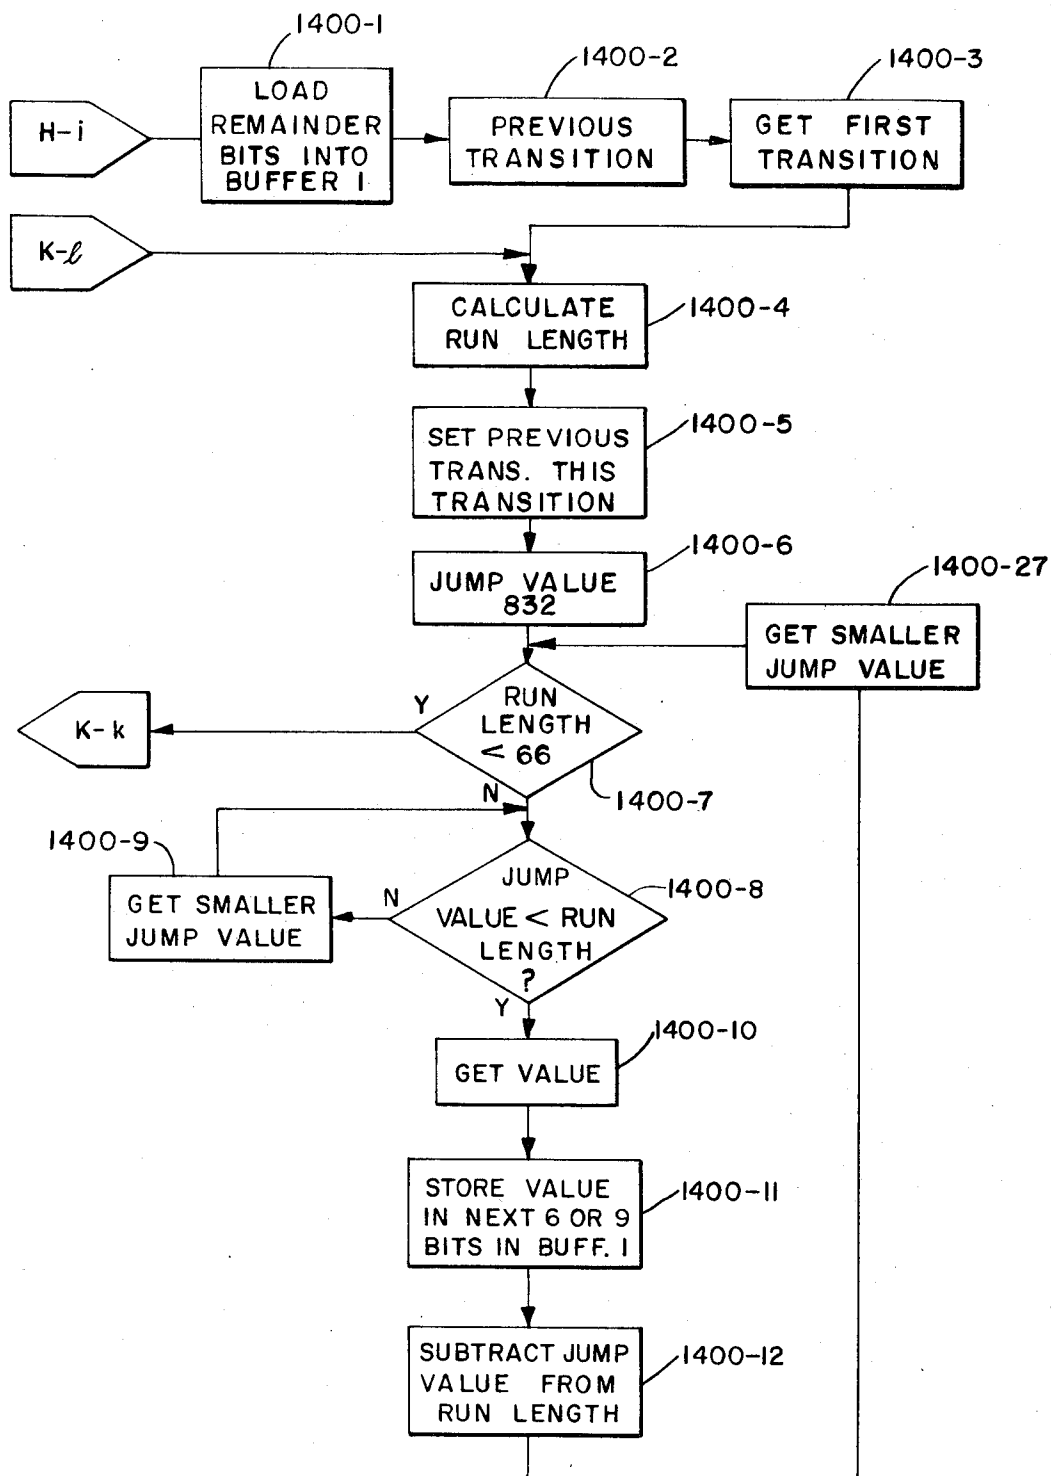 1400-1
1400-2
1400-3
H-i
LOAD
REMAINDER
BITS INTO
BUFFER 1
PREVIOUS
TRANSITION
GET FIRST
TRANSITION
K-ℓ
CALCULATE
RUN LENGTH
1400-4
SET PREVIOUS
TRANS. THIS
TRANSITION
1400-5
JUMP VALUE
832
1400-6
1400-27
GET SMALLER
JUMP VALUE
K-k
Y
RUN
LENGTH
< 66
N
1400-7
1400-9
GET SMALLER
JUMP VALUE
N
JUMP
VALUE < RUN
LENGTH
?
1400-8
Y
1400-10
GET VALUE
STORE VALUE
IN NEXT 6 OR 9
BITS IN BUFF. 1
1400-11
SUBTRACT JUMP
VALUE FROM
RUN LENGTH
1400-12